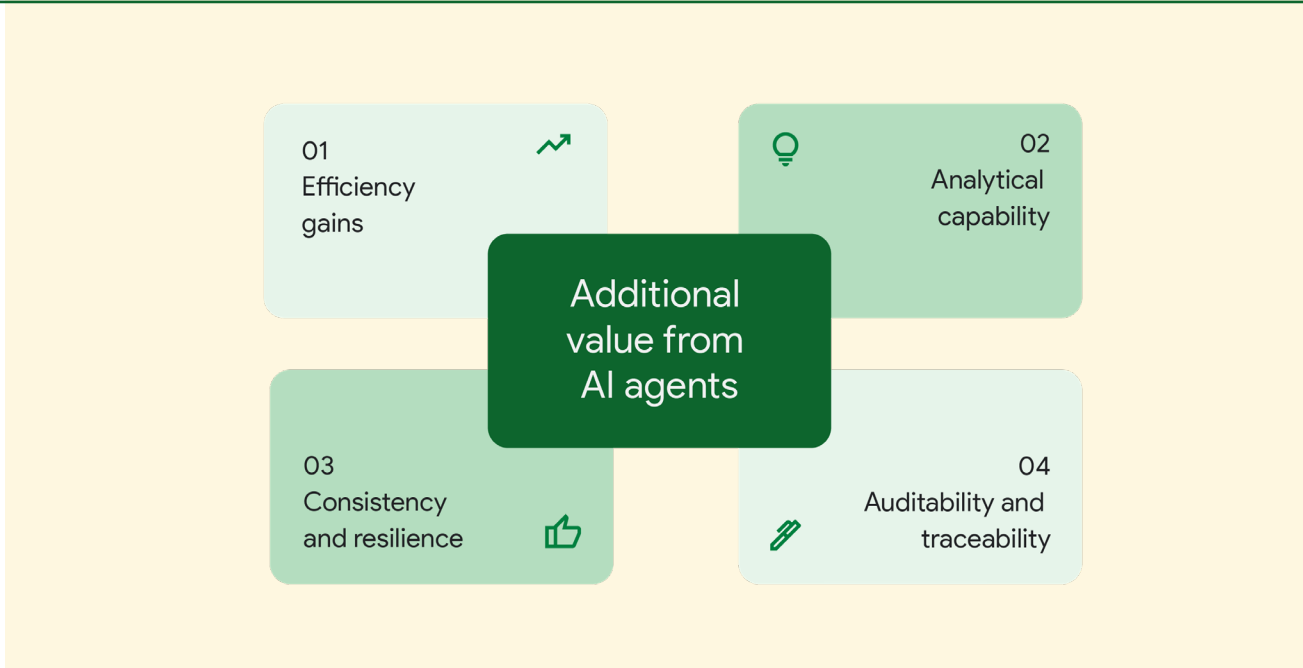 01
Efficiency
gains
02
Analytical
capability
Additional
value from
AI agents
03
Consistency
and resilience
04
Auditability and
traceability